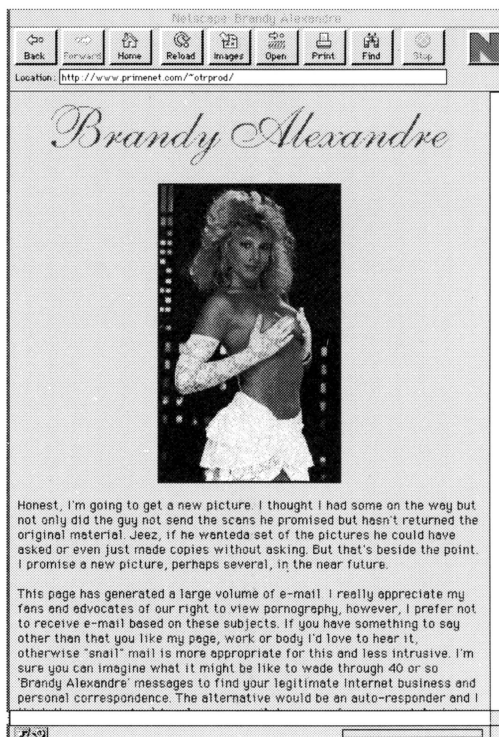 Netscape: Brandy Alexandre
Back Forward Home Reload Images Open Print Find Stop N
Location: http://www.primenet.com/~otrprod/
Brandy Alexandre
Honest, I'm going to get a new picture. I thought I had some on the way but
not only did the guy not send the scans he promised but hasn't returned the
original material. Jeez, if he wanteda set of the pictures he could have
asked or even just made copies without asking. But that's beside the point.
I promise a new picture, perhaps several, in the near future.
This page has generated a large volume of e-mail. I really appreciate my
fans and advocates of our right to view pornography, however, I prefer not
to receive e-mail based on these subjects. If you have something to say
other than that you like my page, work or body I'd love to hear it,
otherwise "snail" mail is more appropriate for this and less intrusive. I'm
sure you can imagine what it might be like to wade through 40 or so
'Brandy Alexandre' messages to find your legitimate Internet business and
personal correspondence. The alternative would be an auto-responder and I